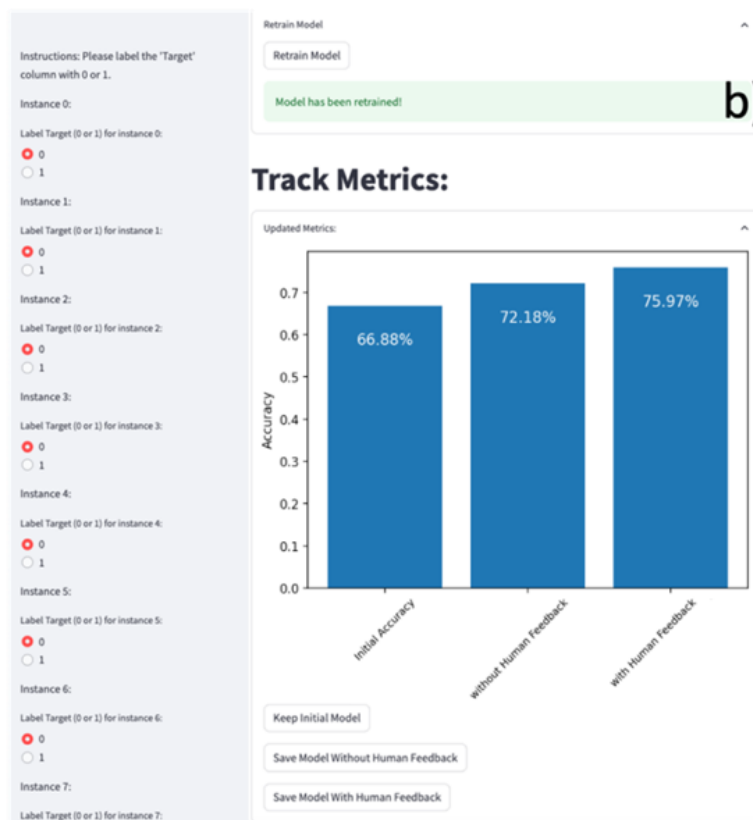 Instructions: Please label the 'Target'
column with 0 or 1.
Instance 0:
Label Target (0 or 1) for instance 0:
0
1
Instance 1:
Label Target (0 or 1) for instance 1:
0
1
Instance 2:
Label Target (0 or 1) for instance 2:
0
1
Instance 3:
Label Target (0 or 1) for instance 3:
0
1
Instance 4:
Label Target (0 or 1) for instance 4:
0
1
Instance 5:
Label Target (0 or 1) for instance 5:
0
1
Instance 6:
Label Target (0 or 1) for instance 6:
0
1
Instance 7:
Label Target (0 or 1) for instance 7:
Retrain Model
Retrain Model
Model has been retrained!
b
Track Metrics:
Updated Metrics:
Accuracy
0.7
0.6
0.5
0.4
0.3
0.2
0.1
0.0
66.88%
72.18%
75.97%
Initial Accuracy
without Human Feedback
with Human Feedback
Keep Initial Model
Save Model Without Human Feedback
Save Model With Human Feedback